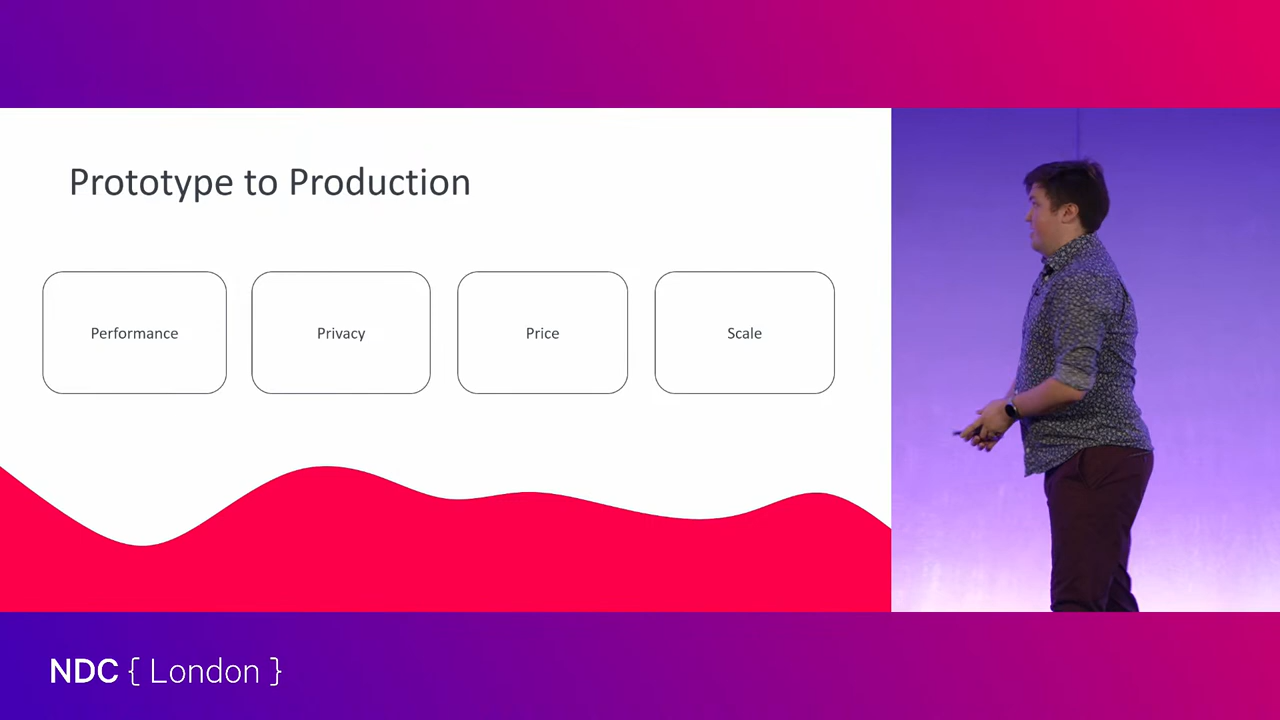 Prototype to Production
Performance
Privacy
Price
Scale
NDC { London }